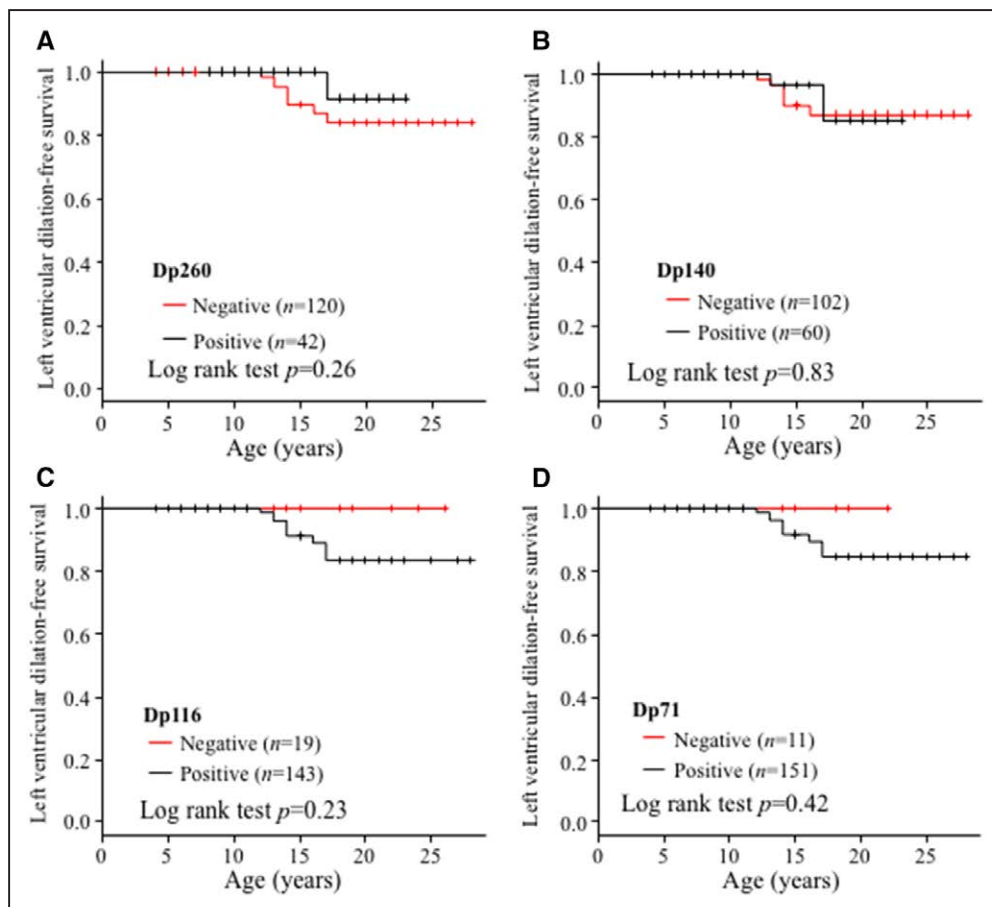 A
Left ventricular dilation-free survival
1.0
0.8
0.6
0.4
0.2
0.0
Dp260
Negative (n=120)
Positive (n=42)
Log rank test p=0.26
0 5 10 15 20 25
Age (years)
B
Left ventricular dilation-free survival
1.0
0.8
0.6
0.4
0.2
0.0
Dp140
Negative (n=102)
Positive (n=60)
Log rank test p=0.83
0 5 10 15 20 25
Age (years)
C
Left ventricular dilation-free survival
1.0
0.8
0.6
0.4
0.2
0.0
Dp116
Negative (n=19)
Positive (n=143)
Log rank test p=0.23
0 5 10 15 20 25
Age (years)
D
Left ventricular dilation-free survival
1.0
0.8
0.6
0.4
0.2
0.0
Dp71
Negative (n=11)
Positive (n=151)
Log rank test p=0.42
0 5 10 15 20 25
Age (years)